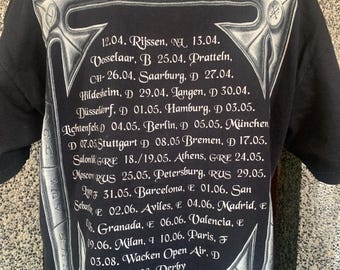 12.04. Rijssen, NL 13.04.
Vosselaar, B 25.04. Pratteln,
CH 26.04. Saarburg, D 27.04.
Hildesheim, D 29.04. Langen, D 30.04.
Düsseldorf, D 01.05. Hamburg, D 03.05.
Lichtenfels D 04.05. Berlin, D 05.05. München,
D 07.05 Stuttgart D 08.05 Bremen, D 17.05.
Saloniki GRE 18./19.05. Athens, GRE 24.05.
Moscow RUS 25.05. Petersburg, RUS 29.05.
31.05. Barcelona, E 01.06. San
E 02.06. Aviles, E 04.06. Madrid, E
06. Granada, E 06.06. Valencia, E
09.06. Milan, I 10.06. Paris, F
03.08. Wacken Open Air, D
Derby